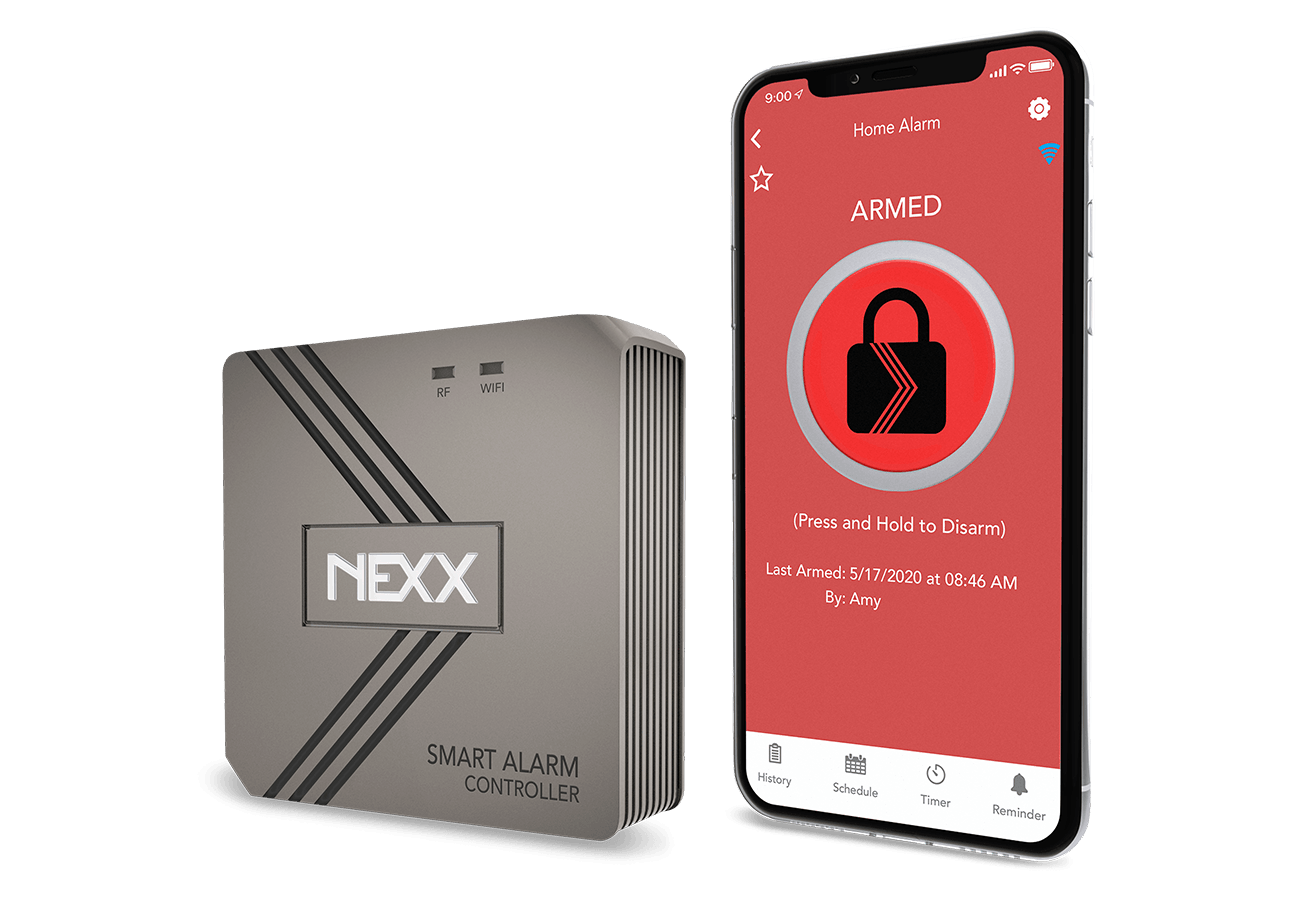 RF WIFI
NEXX
SMART ALARM
CONTROLLER
9:00
Home Alarm
ARMED
(Press and Hold to Disarm)
Last Armed: 5/17/2020 at 08:46 AM
By: Amy
History Schedule Timer Reminder